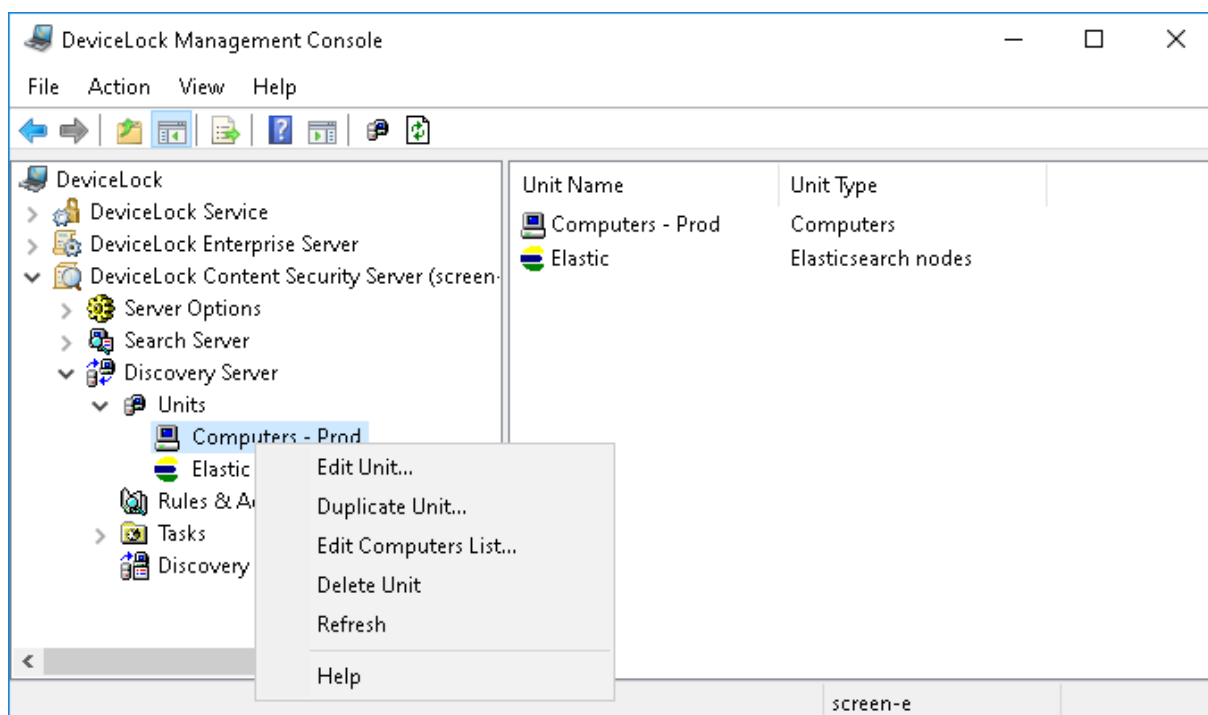 DeviceLock Management Console
File Action View Help
DeviceLock
DeviceLock Service
DeviceLock Enterprise Server
DeviceLock Content Security Server (screen-
Server Options
Search Server
Discovery Server
Units
Computers - Prod
Elastic
Rules & A
Tasks
Discovery
Unit Name Unit Type
Computers - Prod Computers
Elastic Elasticsearch nodes
Edit Unit...
Duplicate Unit...
Edit Computers List...
Delete Unit
Refresh
Help
screen-e